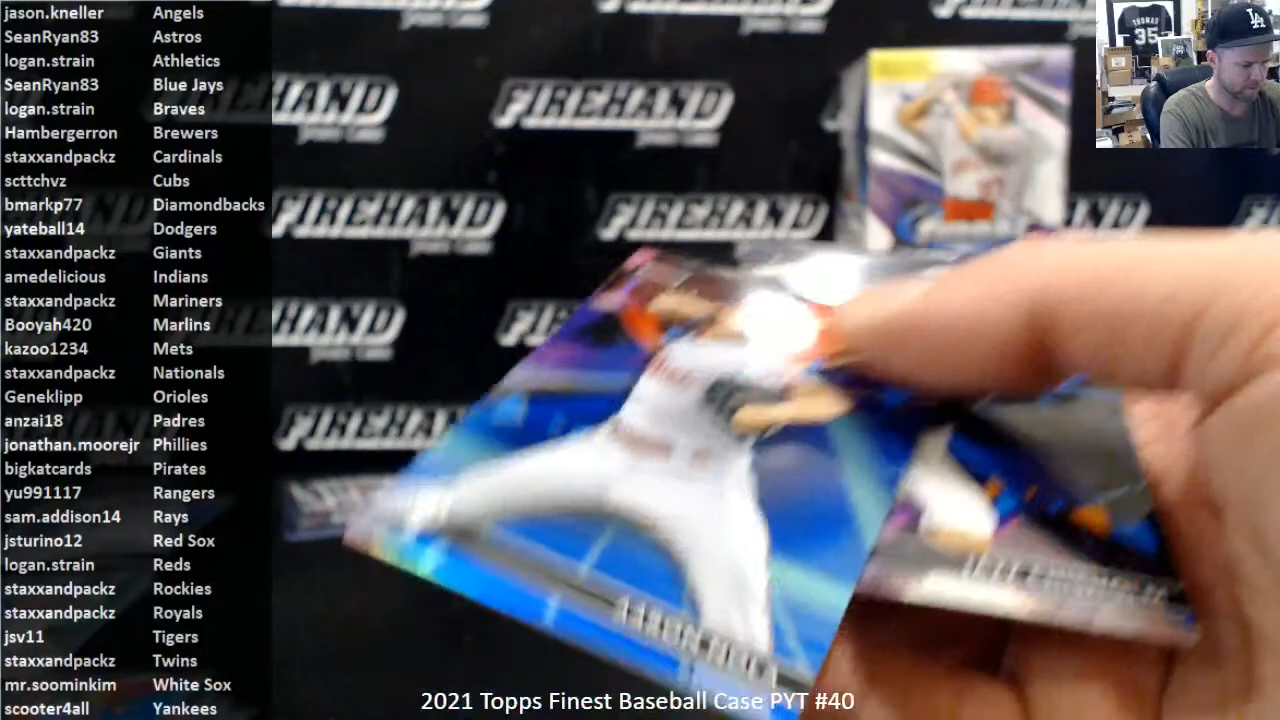 jason.kneller Angels
SeanRyan83 Astros
logan.strain Athletics
SeanRyan83 Blue Jays
logan.strain Braves
Hambergerron Brewers
staxxandpackz Cardinals
scttchvz Cubs
bmarkp77 Diamondbacks
yateball14 Dodgers
staxxandpackz Giants
amedelicious Indians
staxxandpackz Mariners
Booyah420 Marlins
kazoo1234 Mets
staxxandpackz Nationals
Geneklipp Orioles
anzai18 Padres
jonathan.moorejr Phillies
bigkatcards Pirates
yu991117 Rangers
sam.addison14 Rays
jsturino12 Red Sox
logan.strain Reds
staxxandpackz Rockies
staxxandpackz Royals
jsv11 Tigers
staxxandpackz Twins
mr.soominkim White Sox
scooter4all Yankees
FIREHAND
FIREHAND
FIREHAND
FIREHAND
THOMAS
35
LA
AARON NOLA
2021 Topps Finest Baseball Case PYT #40